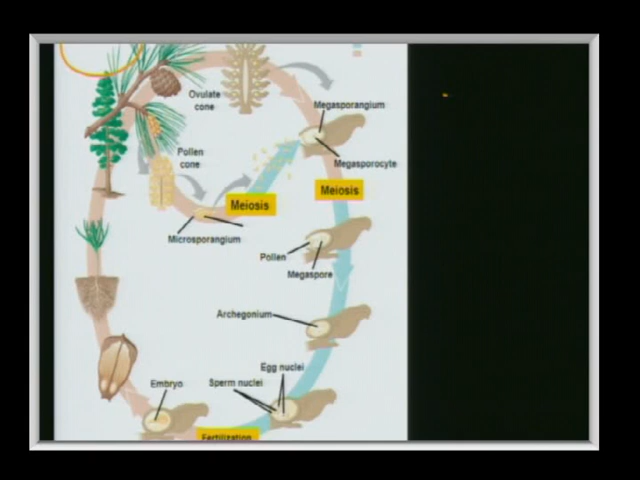 Ovulate
cone
Megasporangium
Pollen
cone
Megasporocyte
Meiosis
Meiosis
Microsporangium
Pollen
Megaspore
Archegonium
Egg nuclei
Embryo
Sperm nuclei
Fertilization